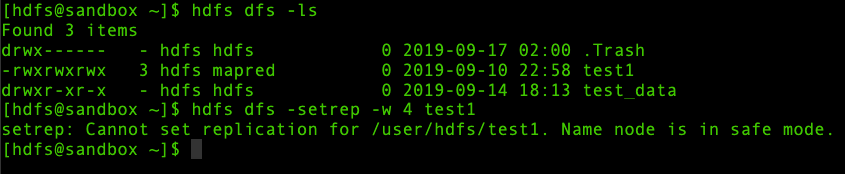 [hdfs@sandbox ~]$ hdfs dfs -ls
Found 3 items
drwx------   - hdfs hdfs            0 2019-09-17 02:00 .Trash
-rwxrwxrwx   3 hdfs mapred          0 2019-09-10 22:58 test1
drwxr-xr-x   - hdfs hdfs            0 2019-09-14 18:13 test_data
[hdfs@sandbox ~]$ hdfs dfs -setrep -w 4 test1
setrep: Cannot set replication for /user/hdfs/test1. Name node is in safe mode.
[hdfs@sandbox ~]$